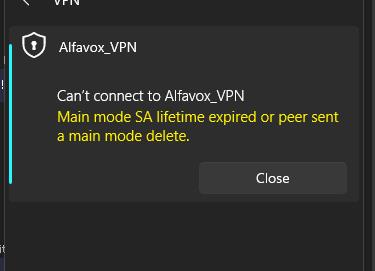 VPN
Alfavox_VPN
Can't connect to Alfavox_VPN
Main mode SA lifetime expired or peer sent
a main mode delete.
Close